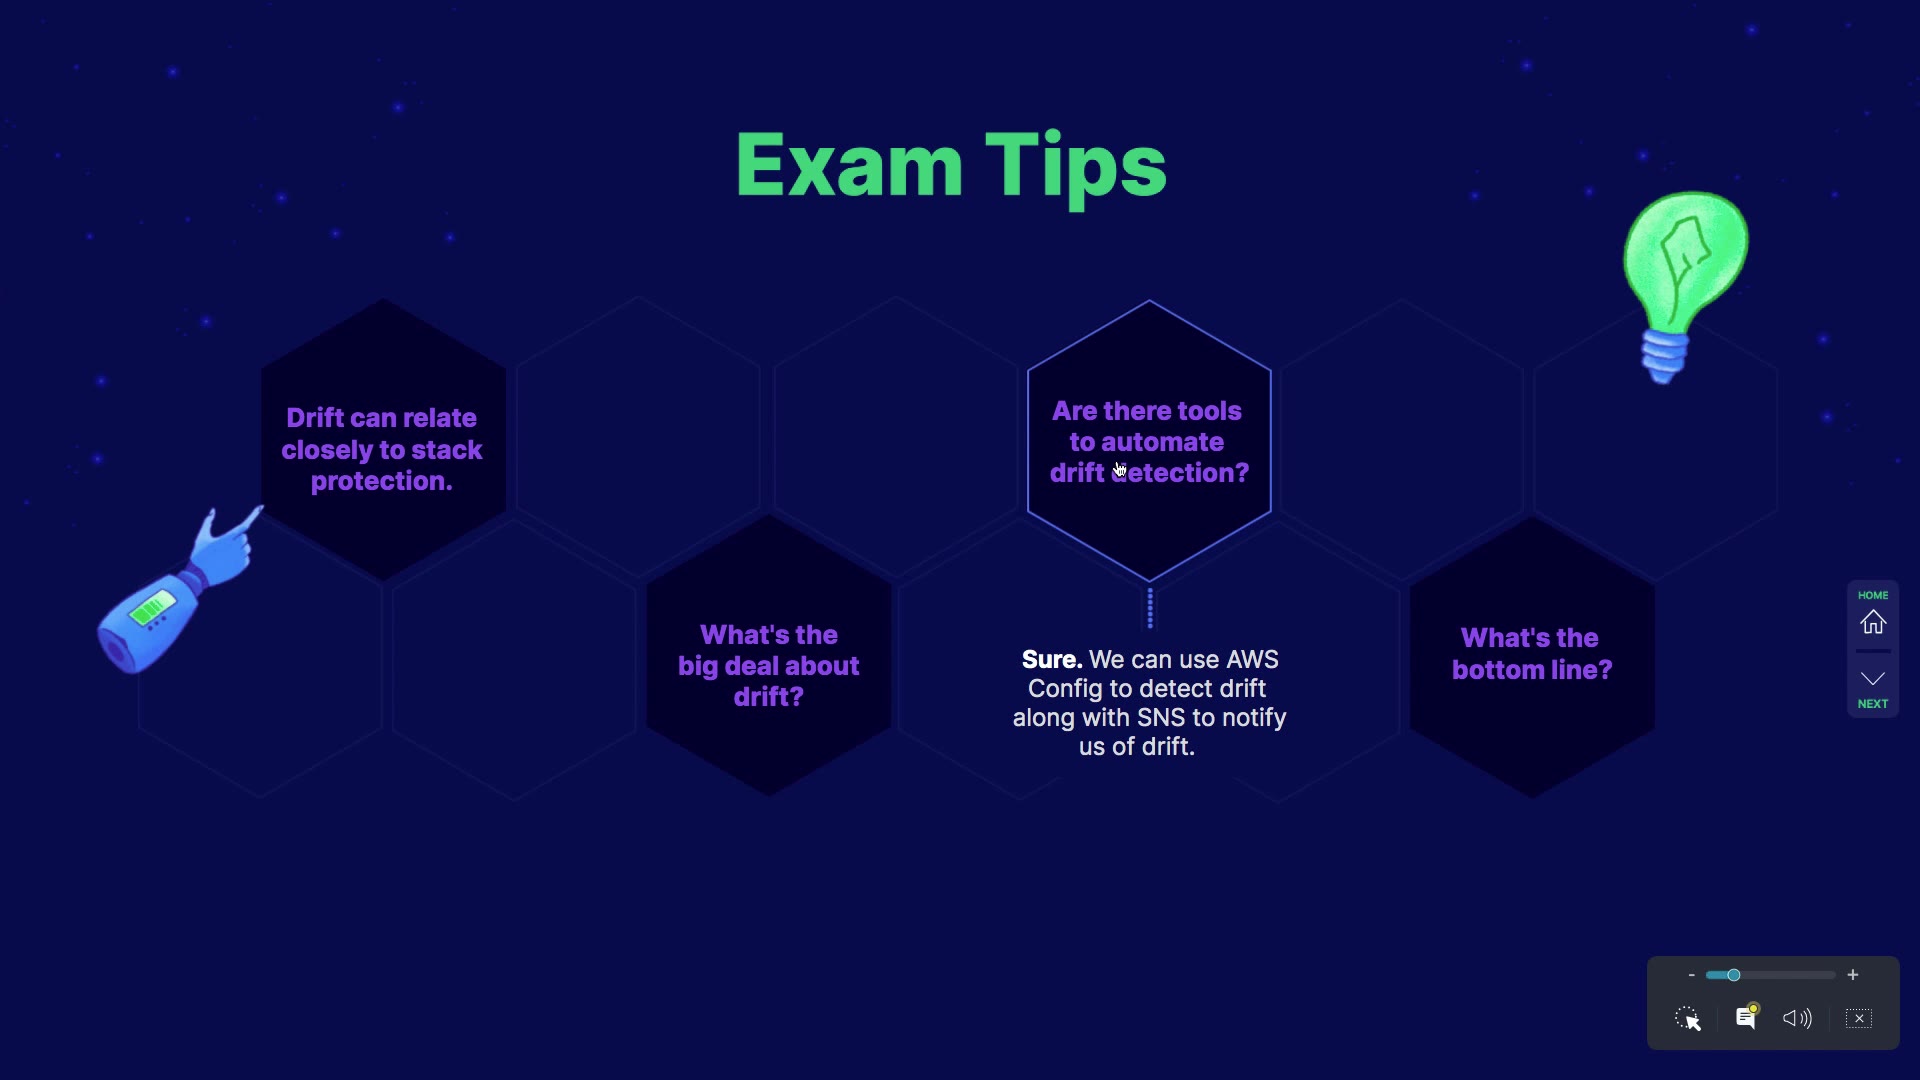 Exam Tips
Drift can relate
closely to stack
protection.
What's the
big deal about
drift?
Are there tools
to automate
drift detection?
Sure. We can use AWS
Config to detect drift
along with SNS to notify
us of drift.
What's the
bottom line?
HOME
NEXT
- +